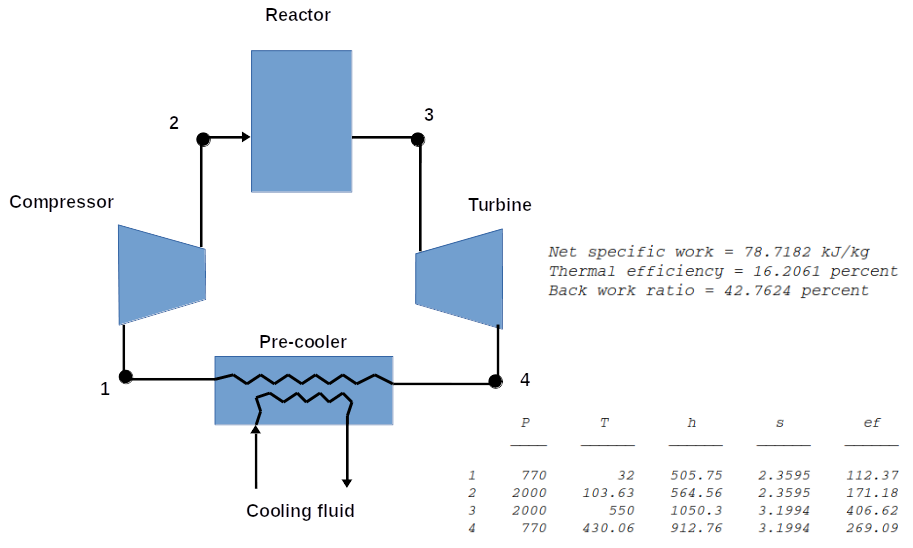 Reactor
2
3
Compressor
Turbine
Net specific work = 78.7182 kJ/kg
Thermal efficiency = 16.2061 percent
Back work ratio = 42.7624 percent
Pre-cooler
1
4
P T h s ef
1 770 32 505.75 2.3595 112.37
2 2000 103.63 564.56 2.3595 171.18
3 2000 550 1050.3 3.1994 406.62
4 770 430.06 912.76 3.1994 269.09
Cooling fluid